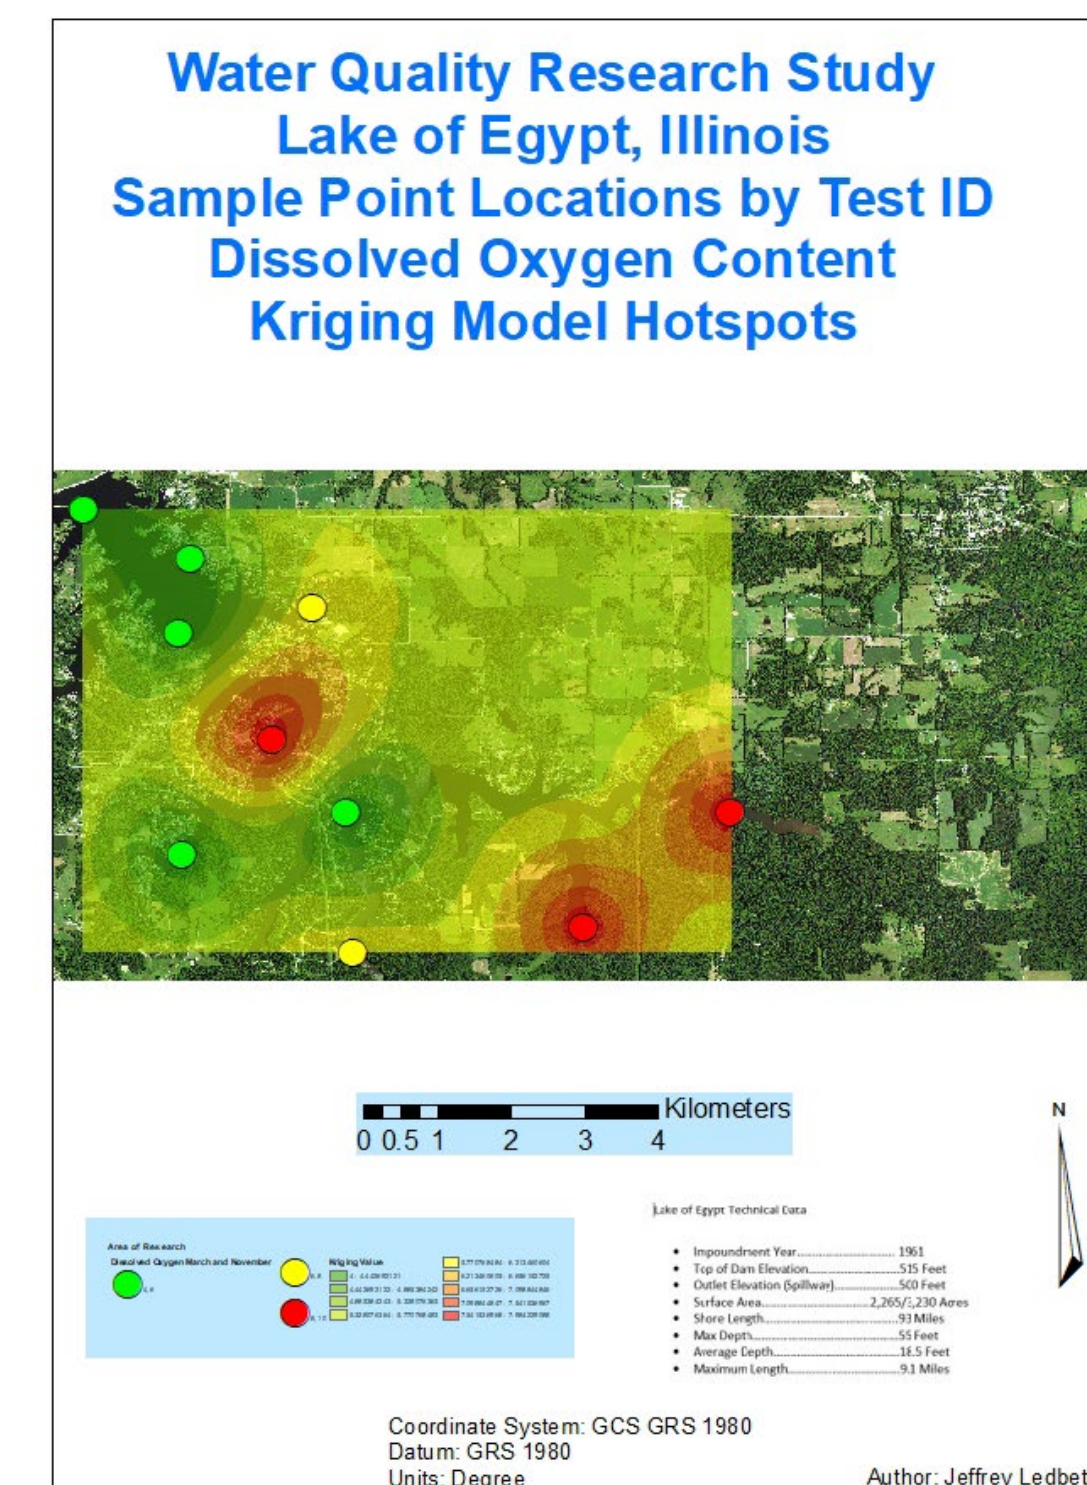 Water Quality Research Study
Lake of Egypt, Illinois
Sample Point Locations by Test ID
Dissolved Oxygen Content
Kriging Model Hotspots
Kilometers
0 0.5 1 2 3 4
N
Area of Research
Dissolved Oxygen March and November
Kriging Value
Lake of Egypt Technical Data
• Impoundment Year 1961
• Top of Dam Elevation 515 Feet
• Outlet Elevation (Spillway) 500 Feet
• Surface Area Acres
• Shore Length 93 Miles
• Max Depth 55 Feet
• Average Depth 18.5 Feet
• Maximum Length 9.1 Miles
Coordinate System: GCS GRS 1980
Datum: GRS 1980
Units: Degree
Author: Jeffrey Ledbet